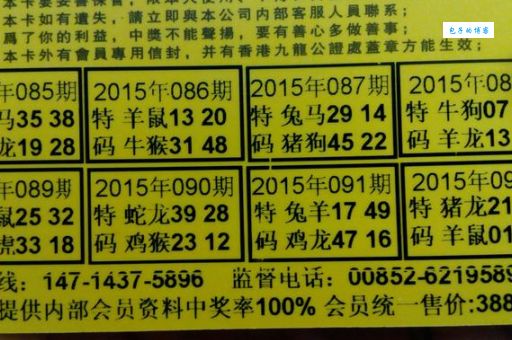 本卡如有遺失，請立即與本公司内部客服人員聯系；
爲了你的利益，中獎不能聲揚，要有善心多做善事；
本卡外有會員專用信封，并有香港九龍公證處蓋章方能生效；
包子的博客
085期 2015年086期 2015年087期 2015年
马35 38 特 羊鼠13 20 特 兔马29 14 特 牛狗07
龙19 28 码 牛猴31 48 码 猪狗45 22 码 羊龙13
089期 2015年090期 2015年091期 2015年09
鼠25 32 特 蛇龙39 28 特 兔羊17 49 特 猪龙21
虎33 18 码 鸡猴23 12 码 鸡龙47 16 码 羊鼠01
线：147-1437-5896 监督电话：00852-6219589
提供内部会员资料中奖率100% 会员统一售价:388